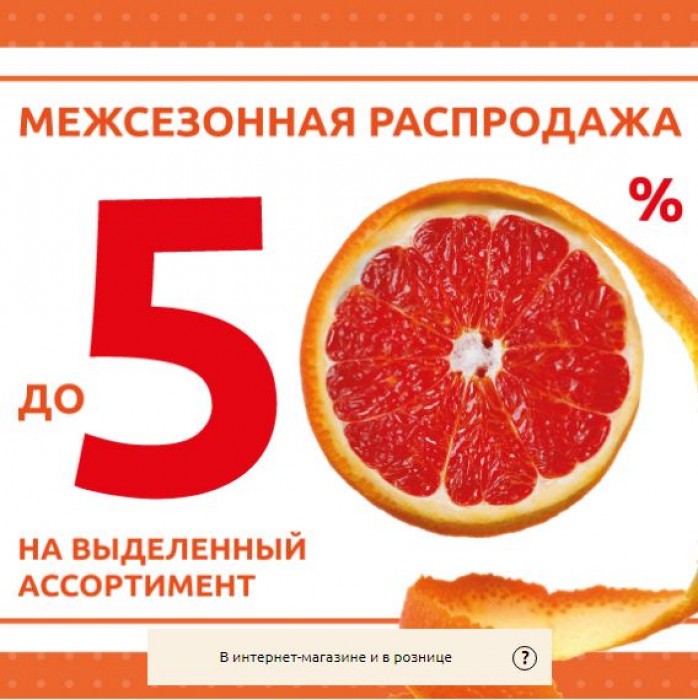 МЕЖСЕЗОННАЯ РАСПРОДАЖА
ДО 5 %
НА ВЫДЕЛЕННЫЙ
АССОРТИМЕНТ
В интернет-магазине и в рознице ?